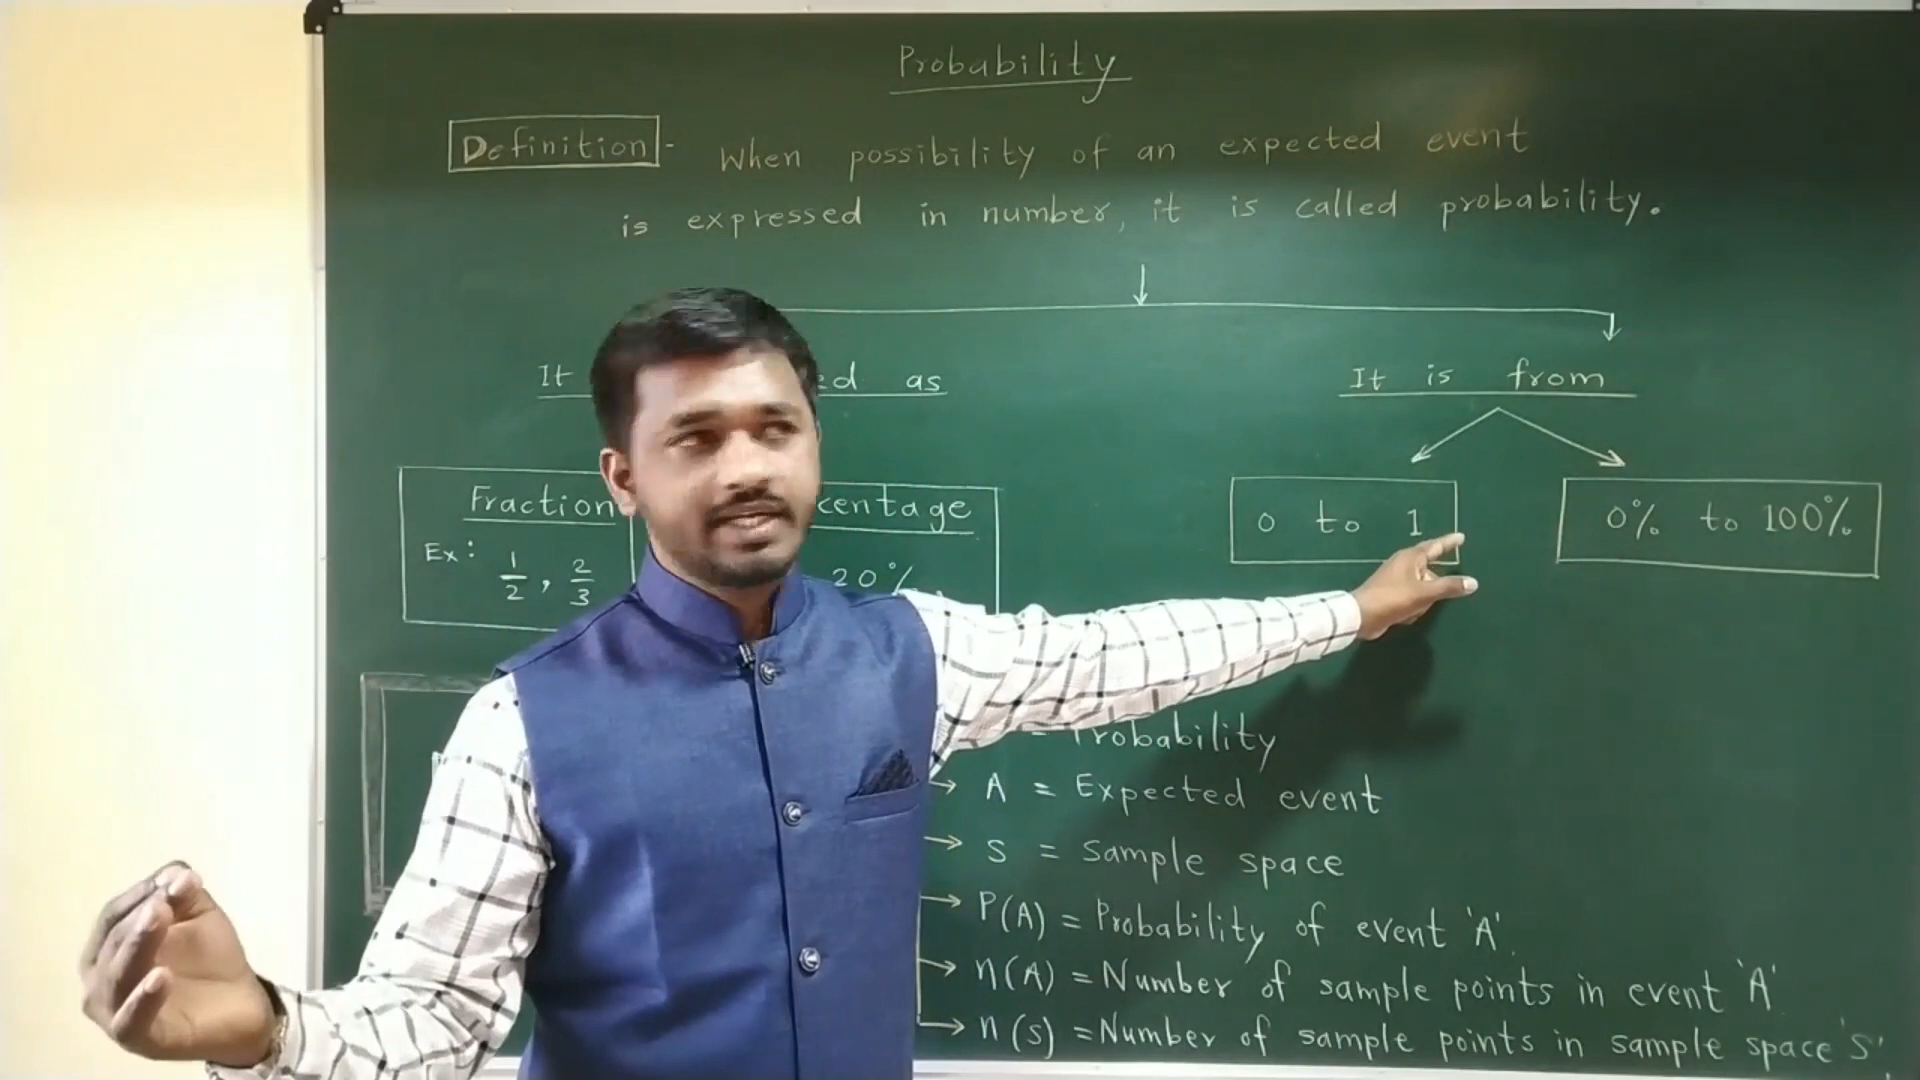 Probability
Definition - When possibility of an expected event
is expressed in number, it is called probability.
It ed as
It is from
Fraction centage
Ex: 1/2, 2/3 20%
0 to 1
0% to 100%
= Probability
→ A = Expected event
→ S = Sample space
→ P(A) = Probability of event 'A'.
→ n(A) = Number of sample points in event 'A'
→ n(S) = Number of sample points in sample space 'S'.